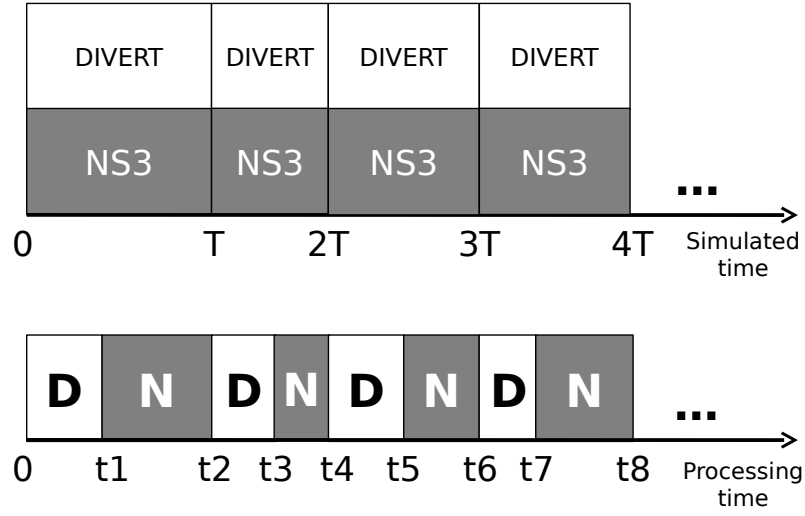 DIVERT DIVERT DIVERT DIVERT
NS3 NS3 NS3 NS3
...
0 T 2T 3T 4T Simulated
time
D N D N D N D N
...
0 t1 t2 t3 t4 t5 t6 t7 t8 Processing
time